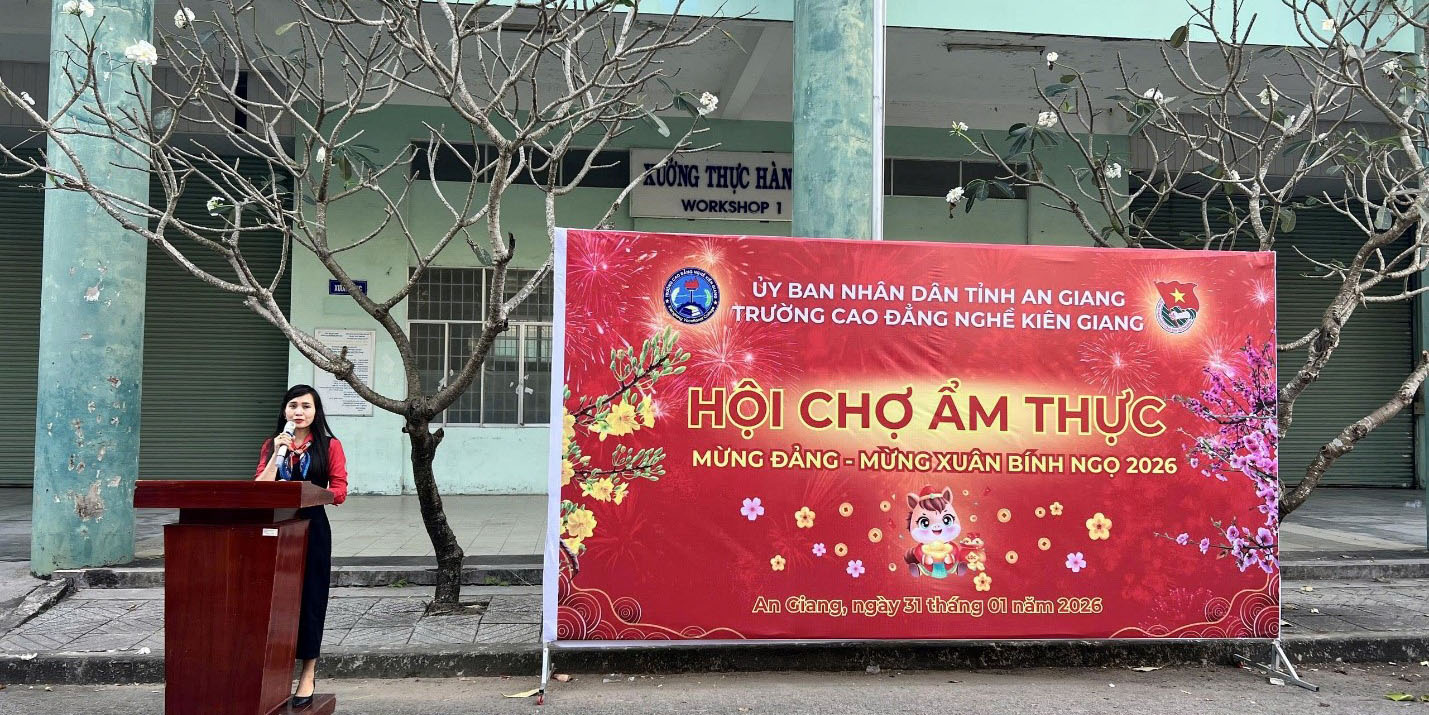 XƯỞNG THỰC HÀN
WORKSHOP 1
ỦY BAN NHÂN DÂN TỈNH AN GIANG
TRƯỜNG CAO ĐẲNG NGHỀ KIÊN GIANG
HỘI CHỢ ẨM THỰC
MỪNG ĐẢNG - MỪNG XUÂN BÍNH NGỌ 2026
An Giang, ngày 31 tháng 01 năm 2026